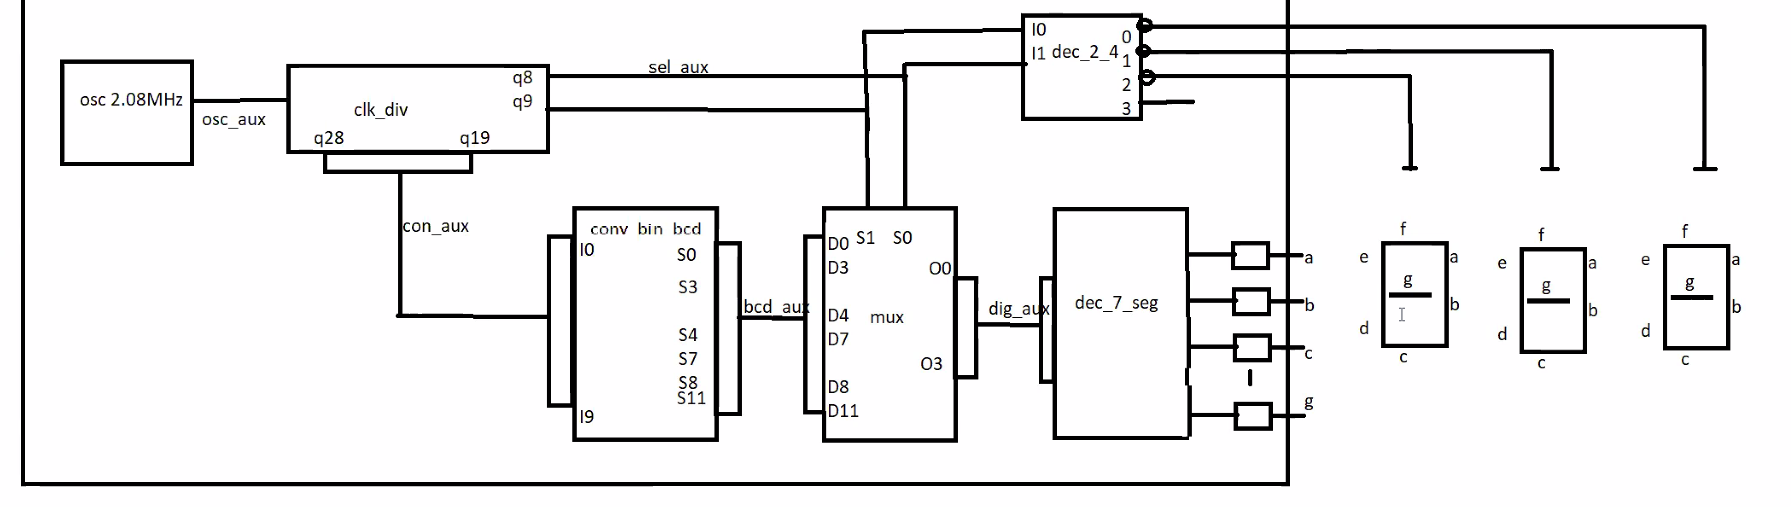 osc 2.08MHz
osc_aux
clk_div
q8
q9
q28
q19
sel_aux
con_aux
I0
I1
dec_2_4
0
1
2
3
conv_bin_bcd
I0
I9
S0
S3
S4
S7
S8
S11
bcd_aux
D0
D3
D4
D7
D8
D11
S1
S0
mux
O0
O3
dig_aux
dec_7_seg
a
b
c
g
f
e
a
g
b
d
c
f
e
a
g
b
d
c
f
e
a
g
b
d
c